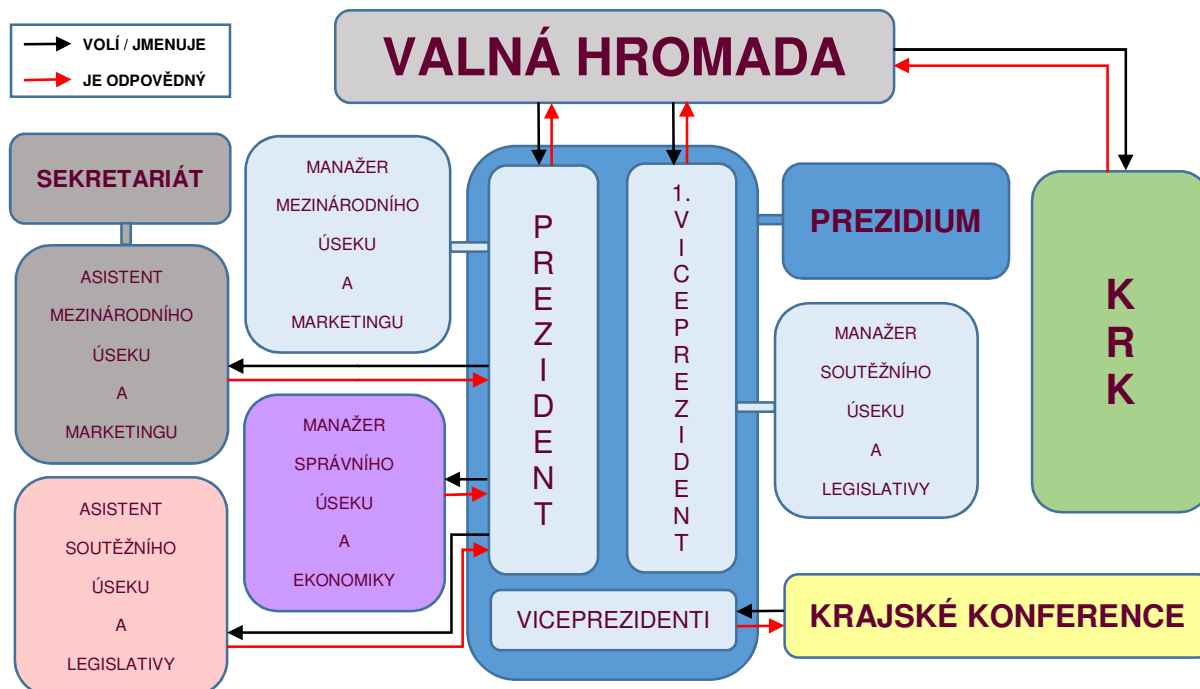 VOLÍ / JMENUJE
JE ODPOVĚDNÝ
VALNÁ HROMADA
SEKRETARIÁT
ASISTENT
MEZINÁRODNÍHO
ÚSEKU
A
MARKETINGU
ASISTENT
SOUTĚŽNÍHO
ÚSEKU
A
LEGISLATIVY
MANAŽER
MEZINÁRODNÍHO
ÚSEKU
A
MARKETINGU
MANAŽER
SPRÁVNÍHO
ÚSEKU
A
EKONOMIKY
P
R
E
Z
I
D
E
N
T
1.
V
I
C
E
P
R
E
Z
I
D
E
N
T
VICEPREZIDENTI
PREZIDIUM
MANAŽER
SOUTĚŽNÍHO
ÚSEKU
A
LEGISLATIVY
K
R
K
KRAJSKÉ KONFERENCE